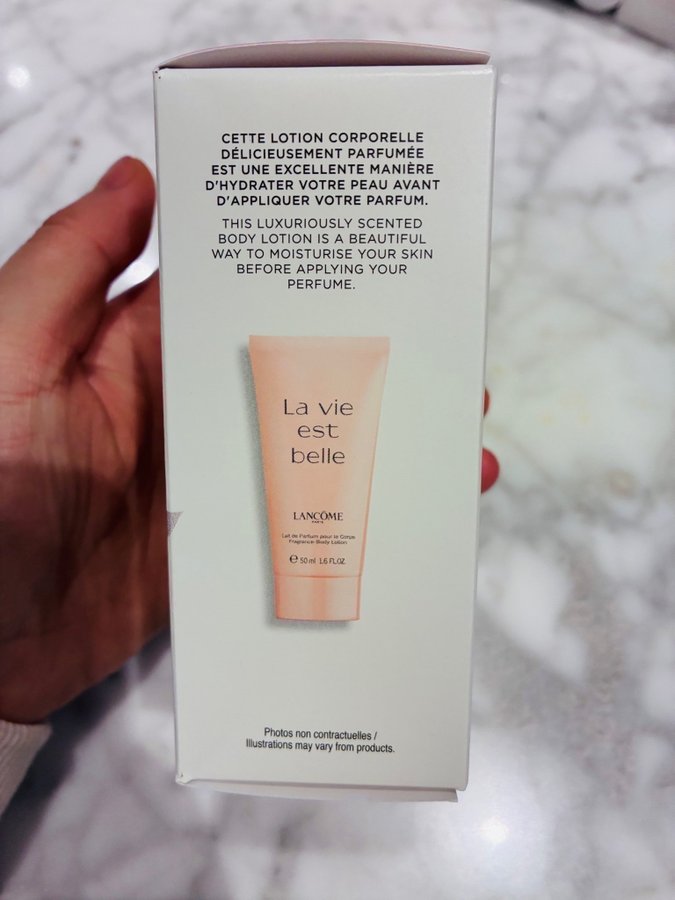 CETTE LOTION CORPORELLE
DÉLICIEUSEMENT PARFUMÉE
EST UNE EXCELLENTE MANIÈRE
D'HYDRATER VOTRE PEAU AVANT
D'APPLIQUER VOTRE PARFUM.
THIS LUXURIOUSLY SCENTED
BODY LOTION IS A BEAUTIFUL
WAY TO MOISTURISE YOUR SKIN
BEFORE APPLYING YOUR
PERFUME.
La vie
est
belle
LANCÔME
PARIS
Lait de Parfum pour le Corps
Fragrance Body Lotion
℮ 50 ml 1.6 FL.OZ.
Photos non contractuelles /
Illustrations may vary from products.